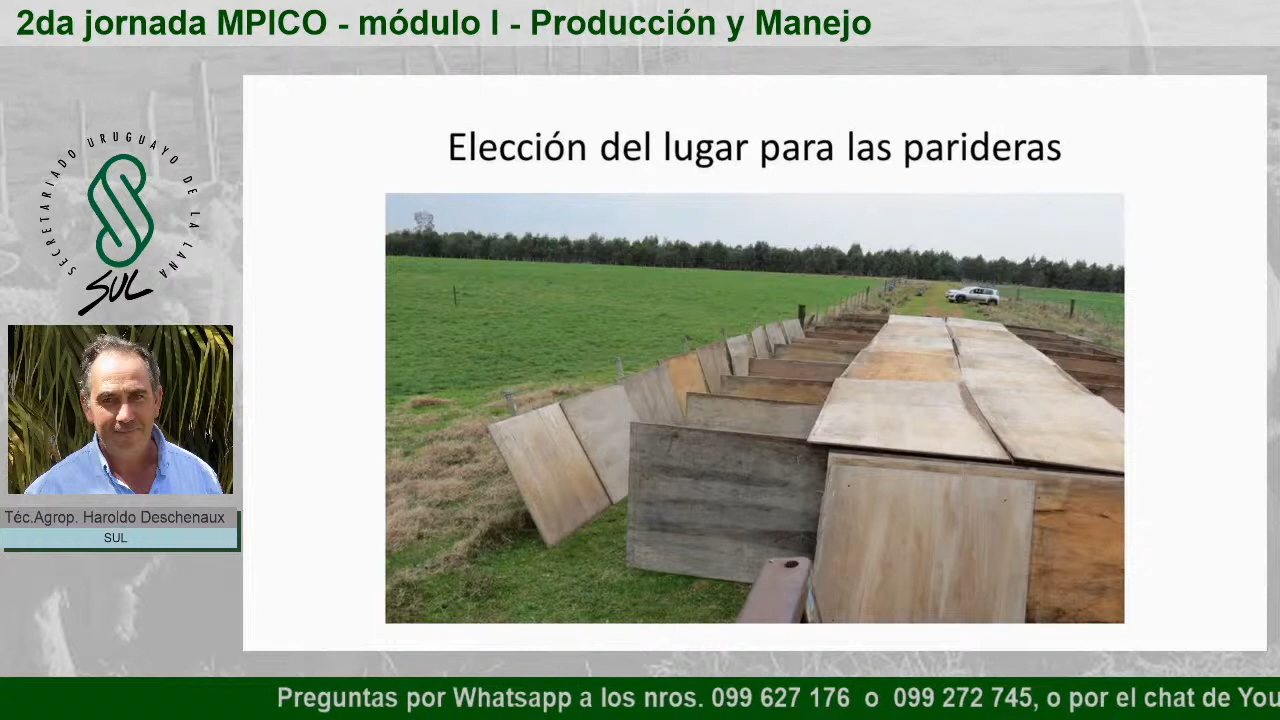 2da jornada MPICO - módulo I - Producción y Manejo
SECRETARIADO URUGUAYO DE LA LANA
SUL
Elección del lugar para las parideras
Téc.Agrop. Haroldo Deschenaux
SUL
Preguntas por Whatsapp a los nros. 099 627 176 o 099 272 745, o por el chat de You